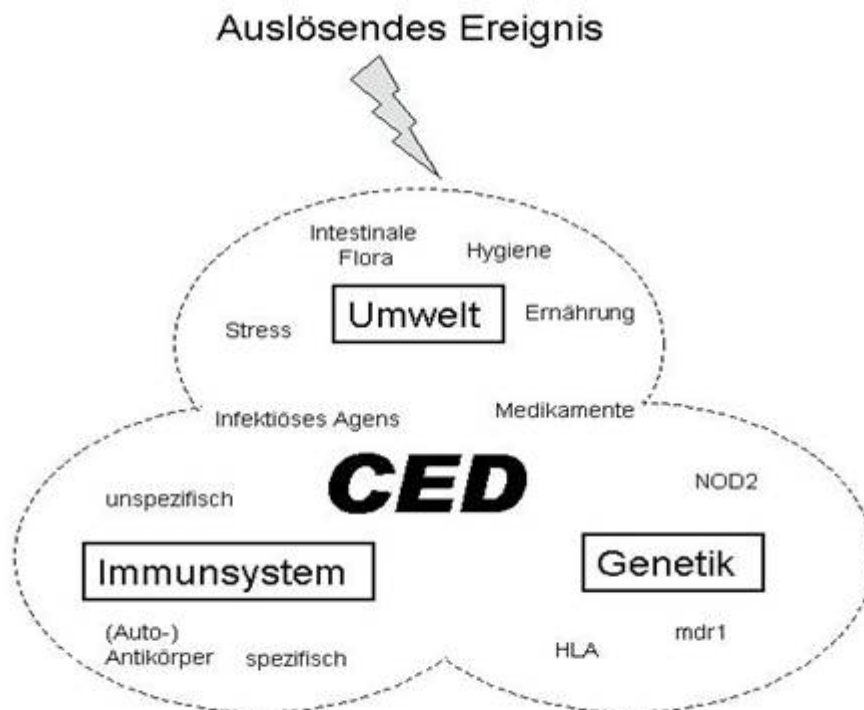 Auslösendes Ereignis
Intestinale
Flora
Hygiene
Umwelt
Ernährung
Stress
Infektiöses Agens
Medikamente
CED
unspezifisch
NOD2
Immunsystem
Genetik
(Auto-)
Antikörper
spezifisch
HLA
mdr1